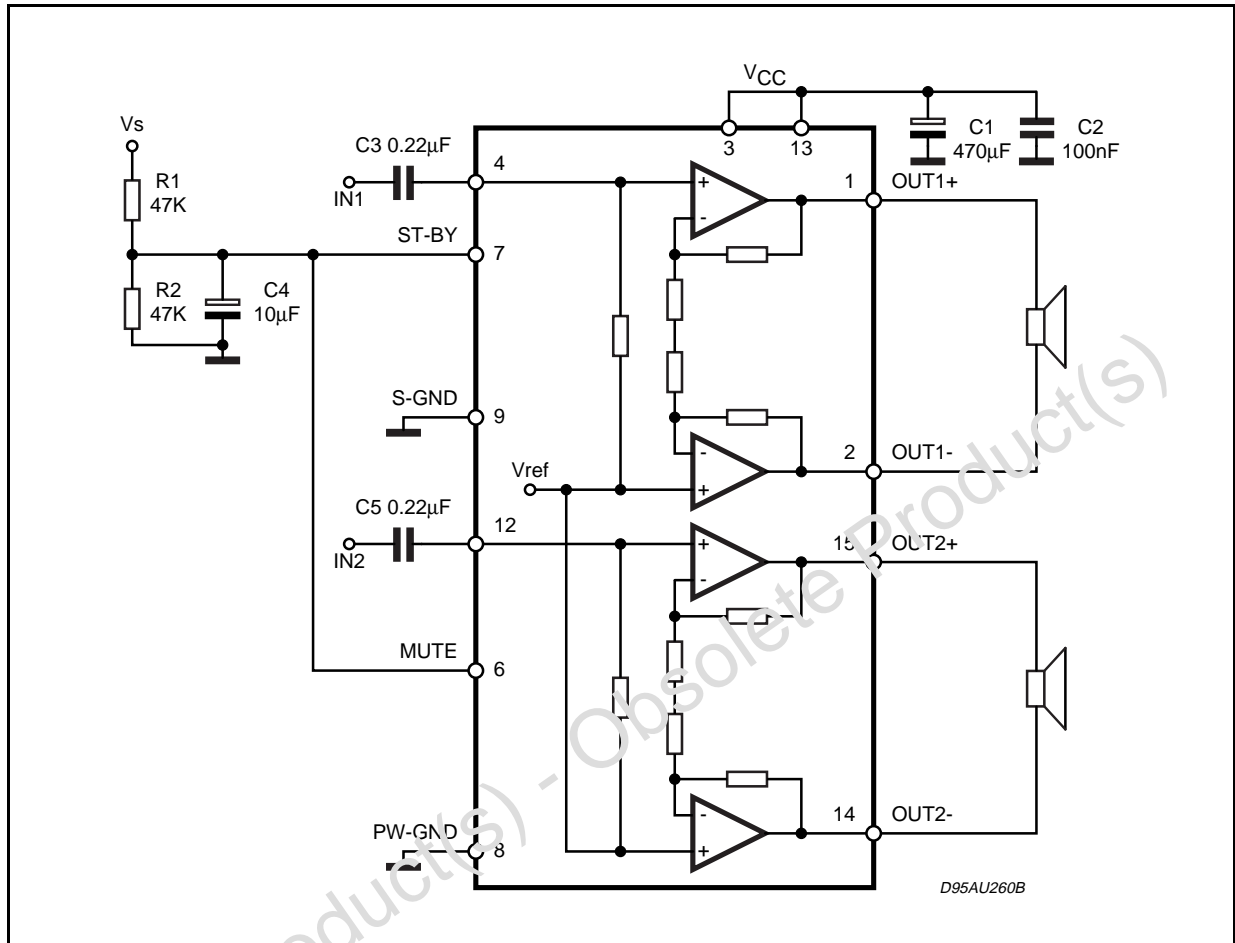 VCC
Vs
C3 0.22µF
4
3
13
C1
470µF
C2
100nF
R1
47K
IN1
1
OUT1+
ST-BY
7
R2
47K
C4
10µF
S-GND
9
2
OUT1-
Vref
C5 0.22µF
12
IN2
15
OUT2+
MUTE
6
PW-GND
8
14
OUT2-
D95AU260B
+
-
-
+
+
-
-
+
Product(s) - Obsolete Product(s)